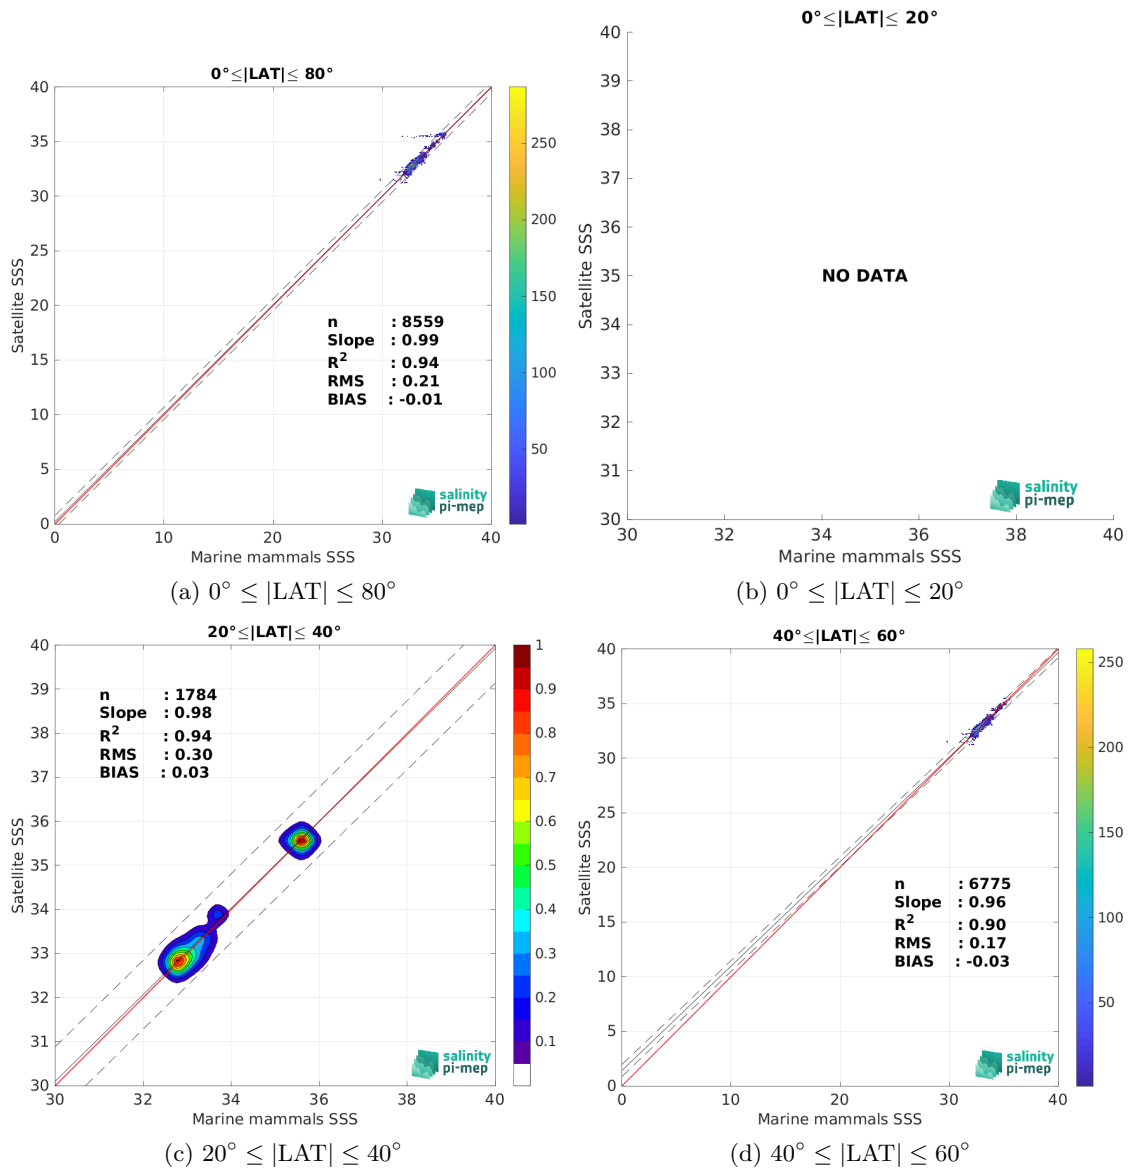 0°≤|LAT|≤ 80°
40
35
30
25
20
15
10
5
0
0
10
20
30
40
Satellite SSS
Marine mammals SSS
n : 8559
Slope : 0.99
R² : 0.94
RMS : 0.21
BIAS : -0.01
250
200
150
100
50
salinity
pi-mep
(a) 0° ≤ |LAT| ≤ 80°
0°≤|LAT|≤ 20°
40
39
38
37
36
35
34
33
32
31
30
30
32
34
36
38
40
Satellite SSS
Marine mammals SSS
NO DATA
salinity
pi-mep
(b) 0° ≤ |LAT| ≤ 20°
20°≤|LAT|≤ 40°
40
39
38
37
36
35
34
33
32
31
30
30
32
34
36
38
40
Satellite SSS
Marine mammals SSS
n : 1784
Slope : 0.98
R² : 0.94
RMS : 0.30
BIAS : 0.03
1
0.9
0.8
0.7
0.6
0.5
0.4
0.3
0.2
0.1
salinity
pi-mep
(c) 20° ≤ |LAT| ≤ 40°
40°≤|LAT|≤ 60°
40
35
30
25
20
15
10
5
0
0
10
20
30
40
Satellite SSS
Marine mammals SSS
n : 6775
Slope : 0.96
R² : 0.90
RMS : 0.17
BIAS : -0.03
250
200
150
100
50
salinity
pi-mep
(d) 40° ≤ |LAT| ≤ 60°